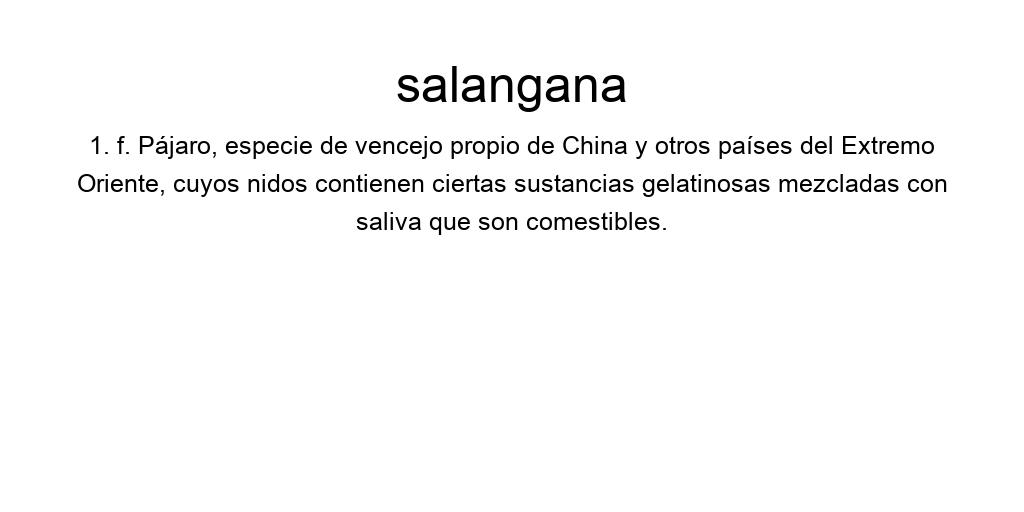 salangana
1. f. Pájaro, especie de vencejo propio de China y otros países del Extremo
Oriente, cuyos nidos contienen ciertas sustancias gelatinosas mezcladas con
saliva que son comestibles.